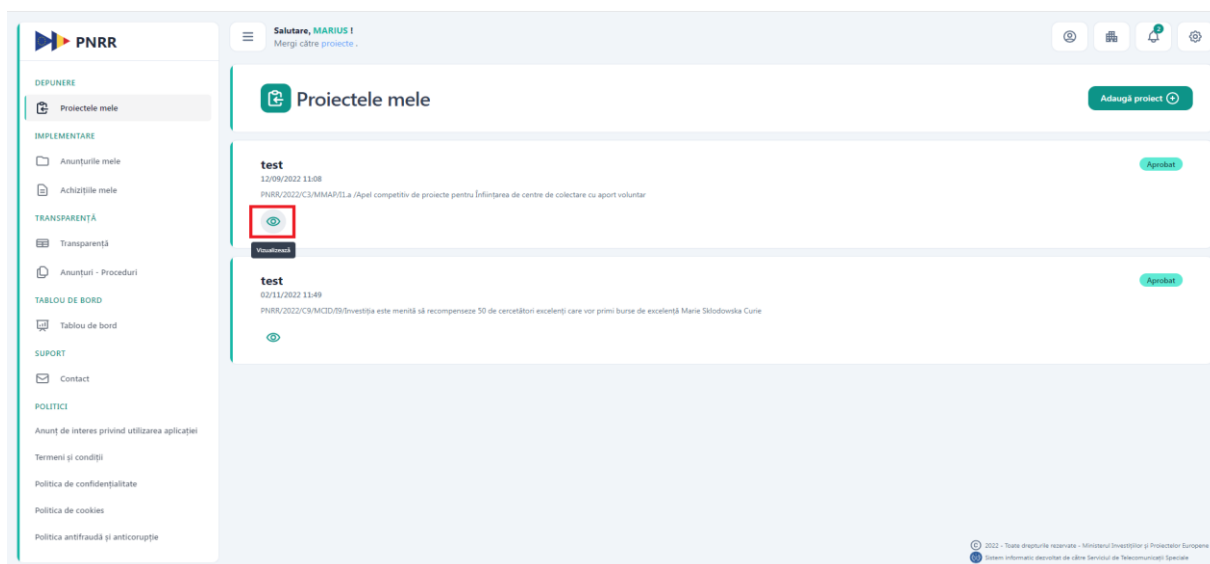 PNRR
Salutare, MARIUS !
Mergi către proiecte .
2
DEPUNERE
Proiectele mele
IMPLEMENTARE
Anunțurile mele
Achizițiile mele
TRANSPARENȚĂ
Transparență
Anunțuri - Proceduri
TABLOU DE BORD
Tablou de bord
SUPORT
Contact
POLITICI
Anunț de interes privind utilizarea aplicației
Termeni și condiții
Politica de confidențialitate
Politica de cookies
Politica antifraudă și anticorupție
Proiectele mele
Adaugă proiect
test
Aprobat
12/09/2022 11:08
PNRR/2022/C3/MMAP/I1.a /Apel competitiv de proiecte pentru Înființarea de centre de colectare cu aport voluntar
Vizualizează
test
Aprobat
02/11/2022 11:49
PNRR/2022/C9/MCID/I9/Investiția este menită să recompenseze 50 de cercetători excelenți care vor primi burse de excelență Marie Sklodowska Curie
© 2022 - Toate drepturile rezervate - Ministerul Investițiilor și Proiectelor Europene
Sistem informatic dezvoltat de către Serviciul de Telecomunicații Speciale